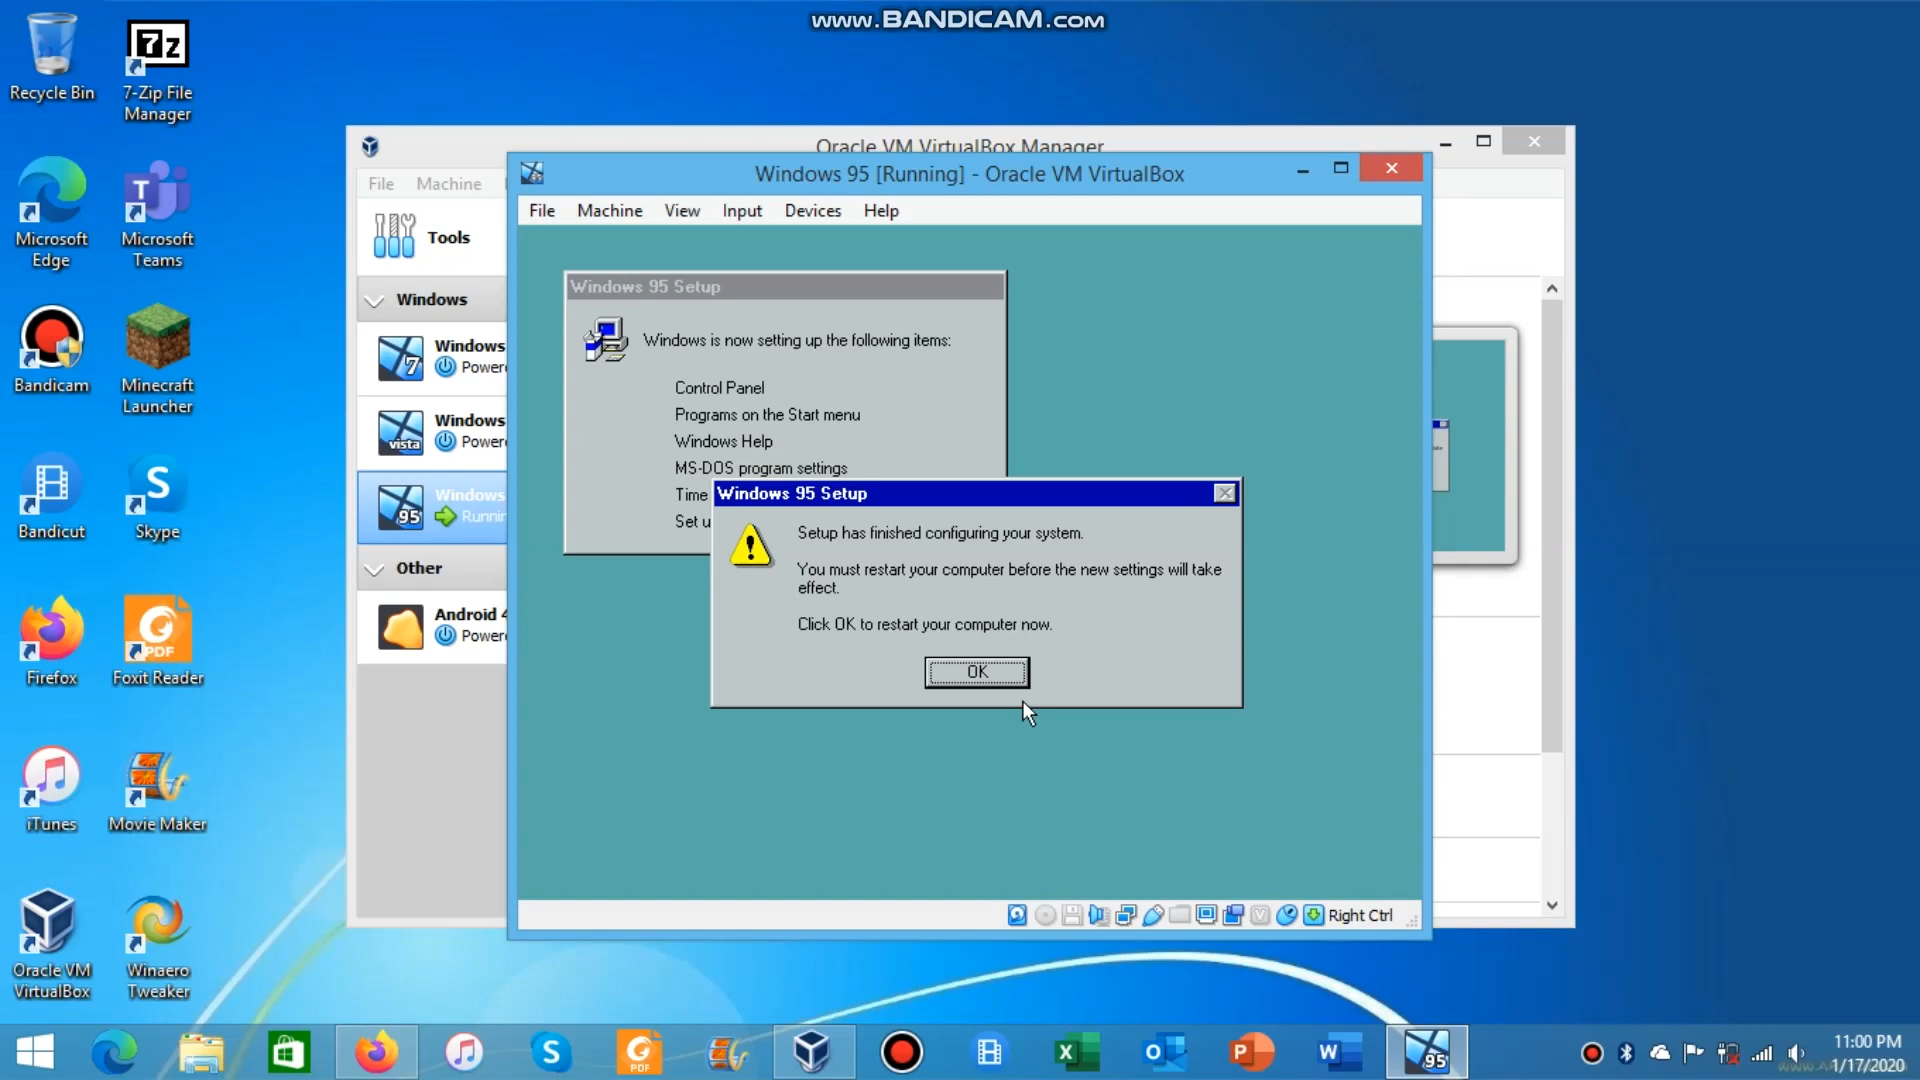 www.BANDICAM.com
Recycle Bin
7-Zip File
Manager
Microsoft
Edge
Microsoft
Teams
Bandicam
Minecraft
Launcher
Bandicut
Skype
Firefox
Foxit Reader
iTunes
Movie Maker
Oracle VM
VirtualBox
Winaero
Tweaker
Oracle VM VirtualBox Manager
File Machine
Tools
Windows
Windows
Power
Windows
Power
Windows
Runnin
Other
Android 4
Power
Windows 95 [Running] - Oracle VM VirtualBox
File Machine View Input Devices Help
Windows 95 Setup
Windows is now setting up the following items:
Control Panel
Programs on the Start menu
Windows Help
MS-DOS program settings
Time
Set u
Windows 95 Setup
Setup has finished configuring your system.
You must restart your computer before the new settings will take
effect.
Click OK to restart your computer now.
OK
Right Ctrl
11:00 PM
1/17/2020